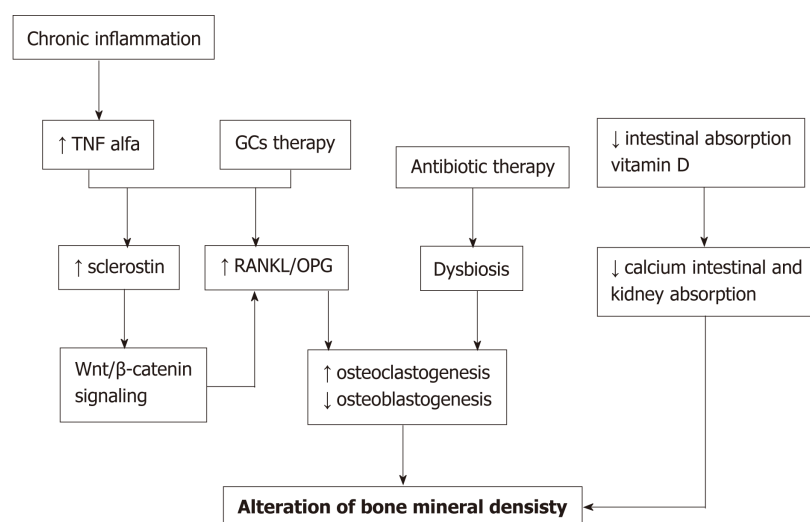 Chronic inflammation
↑ TNF alfa
GCs therapy
Antibiotic therapy
↓ intestinal absorption
vitamin D
↑ sclerostin
↑ RANKL/OPG
Dysbiosis
↓ calcium intestinal and
kidney absorption
Wnt/β-catenin
signaling
↑ osteoclastogenesis
↓ osteoblastogenesis
Alteration of bone mineral densisty